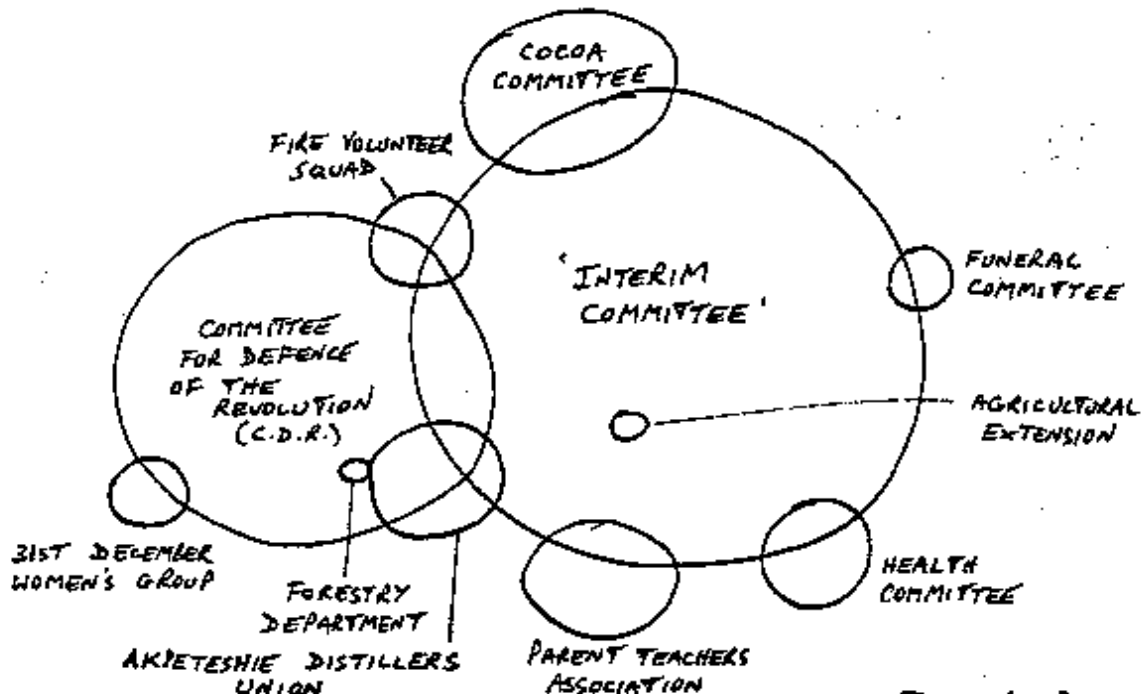 COCOA
COMMITTEE
FIRE VOLUNTEER
SQUAD
'INTERIM
COMMITTEE'
FUNERAL
COMMITTEE
COMMITTEE
FOR DEFENCE
OF THE
REVOLUTION
(C.D.R.)
AGRICULTURAL
EXTENSION
31ST DECEMBER
WOMEN'S GROUP
FORESTRY
DEPARTMENT
HEALTH
COMMITTEE
AKPETESHIE DISTILLERS
UNION
PARENT TEACHERS
ASSOCIATION